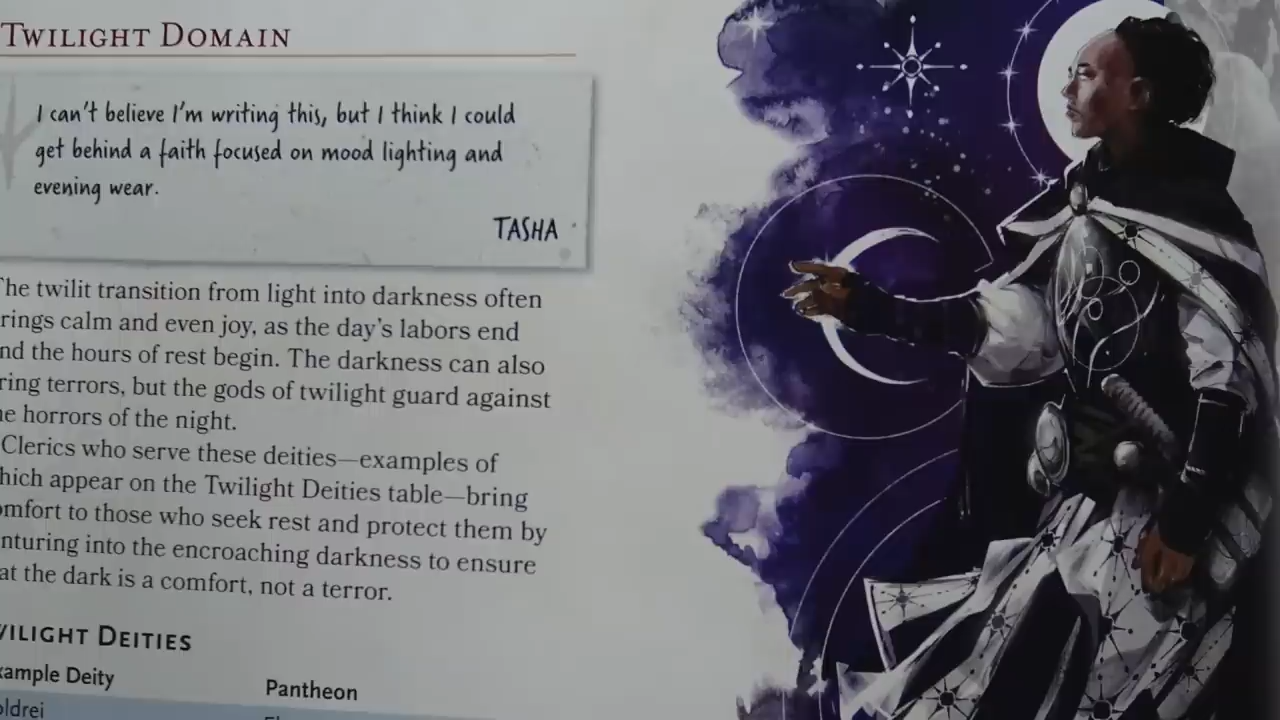 TWILIGHT DOMAIN
I can't believe I'm writing this, but I think I could
get behind a faith focused on mood lighting and
evening wear.
TASHA
The twilit transition from light into darkness often
rings calm and even joy, as the day's labors end
nd the hours of rest begin. The darkness can also
ring terrors, but the gods of twilight guard against
he horrors of the night.
Clerics who serve these deities—examples of
hich appear on the Twilight Deities table—bring
omfort to those who seek rest and protect them by
nturing into the encroaching darkness to ensure
at the dark is a comfort, not a terror.
WILIGHT DEITIES
xample Deity Pantheon
oldrei